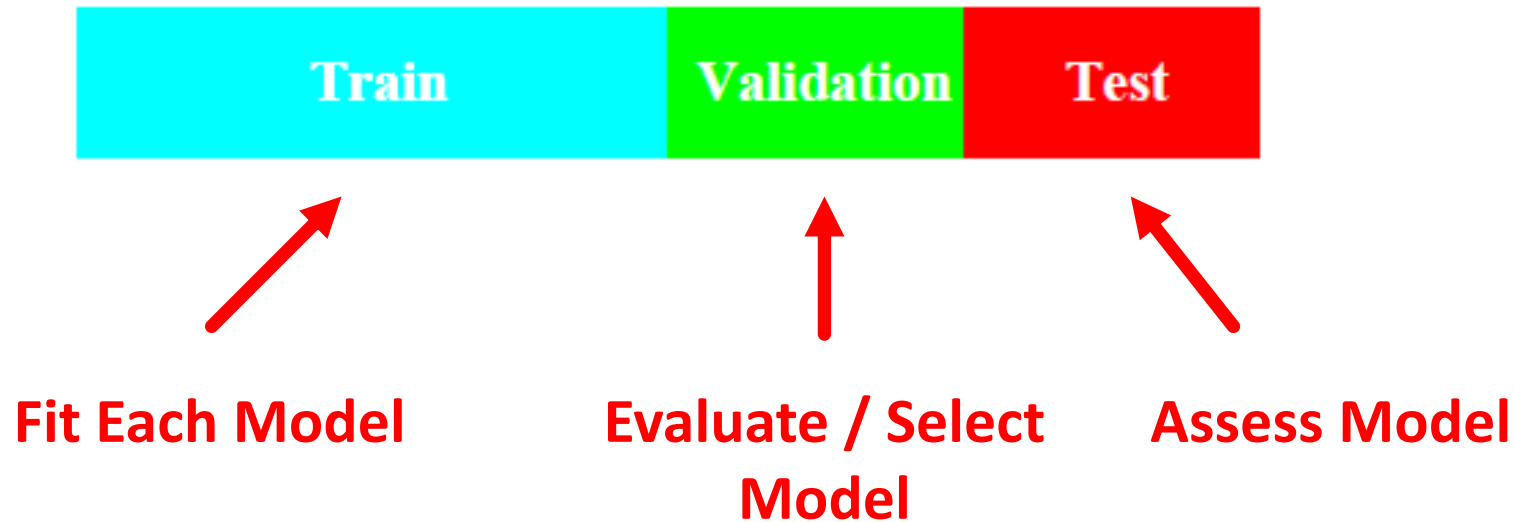 Train
Validation
Test
Fit Each Model
Evaluate / Select
Model
Assess Model